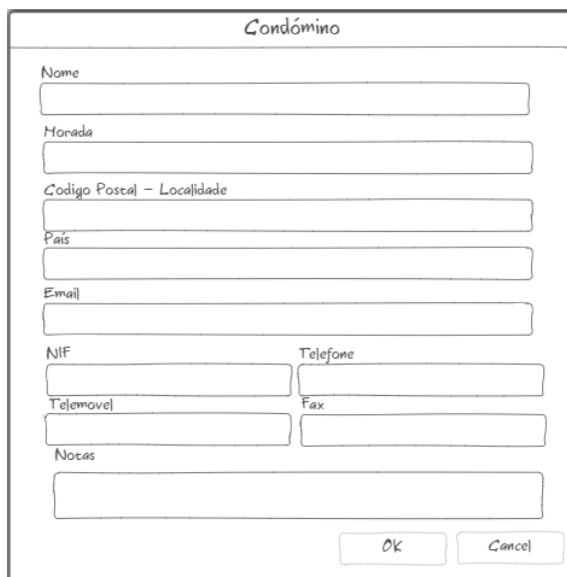 Condómino
Nome
Morada
Codigo Postal - Localidade
País
Email
NIF Telefone
Telemovel Fax
Notas
OK Cancel